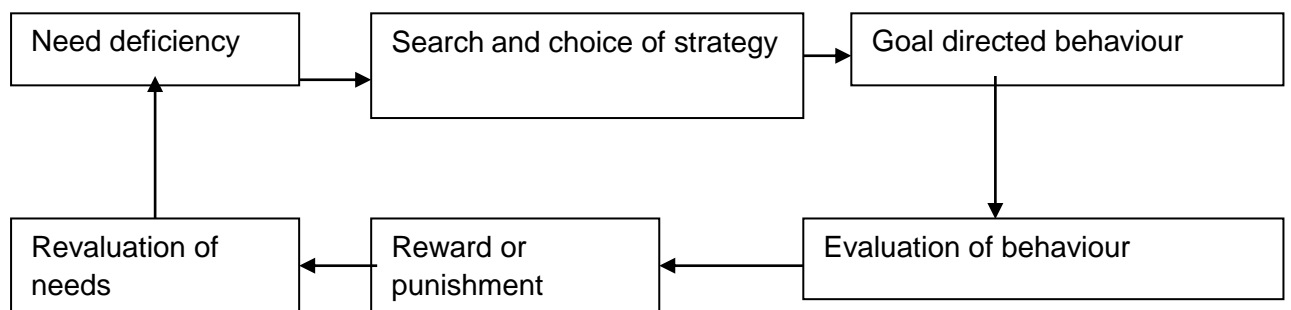 Need deficiency
Search and choice of strategy
Goal directed behaviour
Revaluation of
needs
Reward or
punishment
Evaluation of behaviour